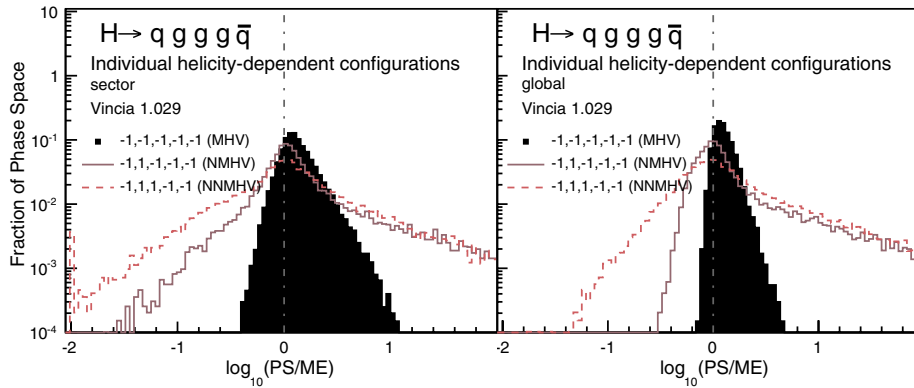 H→ q g g g q̅
Individual helicity-dependent configurations
sector
Vincia 1.029
-1,-1,-1,-1,-1 (MHV)
-1,1,-1,-1,-1 (NMHV)
-1,1,1,-1,-1 (NNMHV)
Fraction of Phase Space
10
1
10⁻¹
10⁻²
10⁻³
10⁻⁴
-2 -1 0 1
log₁₀(PS/ME)
H→ q g g g q̅
Individual helicity-dependent configurations
global
Vincia 1.029
-1,-1,-1,-1,-1 (MHV)
-1,1,-1,-1,-1 (NMHV)
-1,1,1,-1,-1 (NNMHV)
-2 -1 0 1
log₁₀(PS/ME)